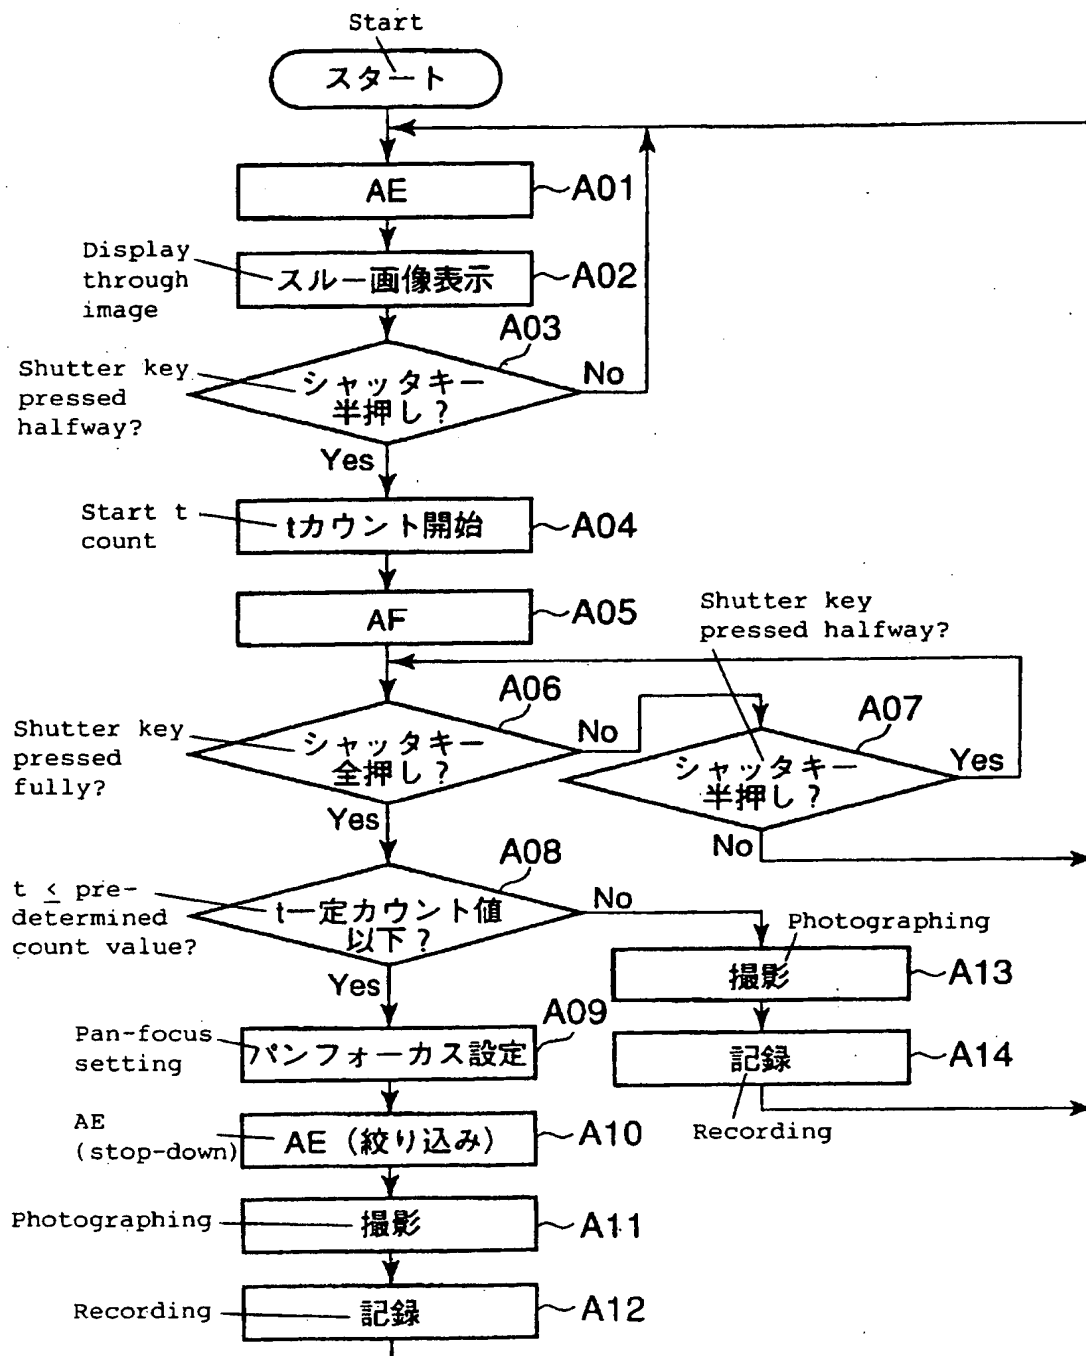 Start
スタート
AE
A01
Display
through
image
スルー画像表示
A02
A03
Shutter key
pressed
halfway?
シャッタキー
半押し?
No
Yes
Start t
count
tカウント開始
A04
AF
A05
Shutter key
pressed halfway?
A06
Shutter key
pressed
fully?
シャッタキー
全押し?
No
A07
シャッタキー
半押し?
Yes
No
Yes
A08
t ≤ pre-
determined
count value?
t一定カウント値
以下?
No
Yes
Photographing
撮影
A13
記録
A14
Recording
A09
Pan-focus
setting
パンフォーカス設定
AE
(stop-down)
AE(絞り込み)
A10
Photographing
撮影
A11
Recording
記録
A12